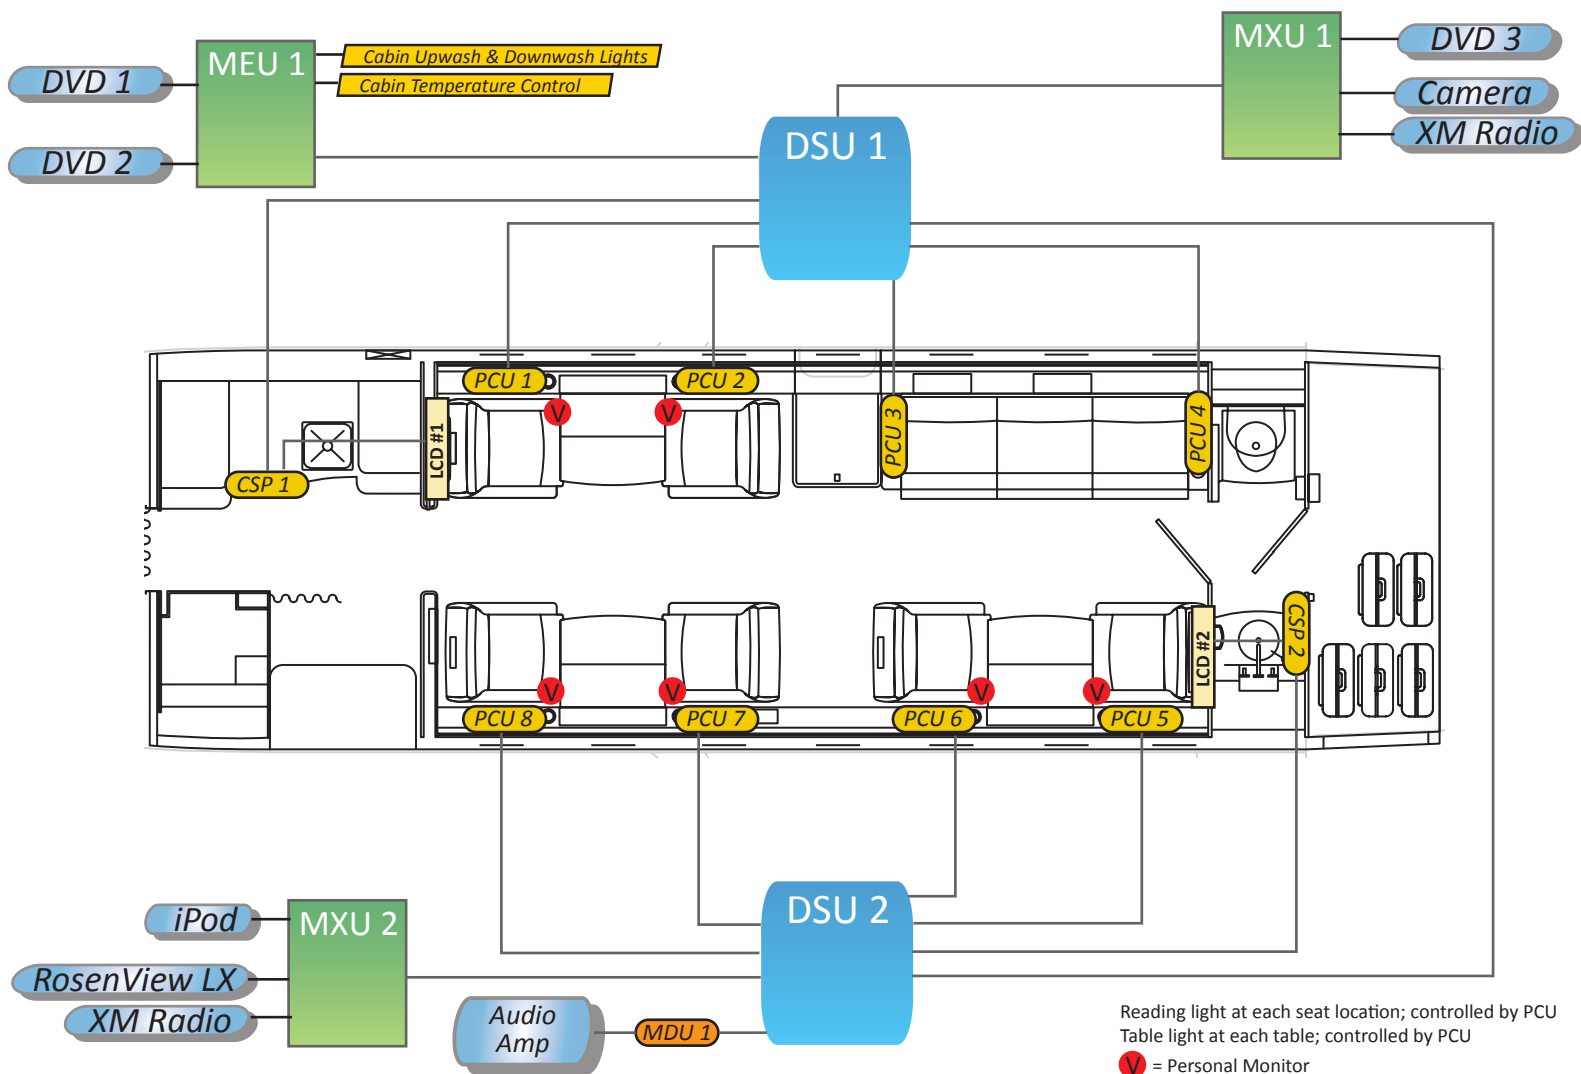 MEU 1
Cabin Upwash & Downwash Lights
Cabin Temperature Control
DVD 1
DVD 2
DSU 1
MXU 1
DVD 3
Camera
XM Radio
PCU 1
PCU 2
PCU 3
PCU 4
V
V
LCD #1
CSP 1
LCD #2
CSP 2
V
V
V
V
PCU 8
PCU 7
PCU 6
PCU 5
DSU 2
MXU 2
iPod
RosenView LX
XM Radio
Audio
Amp
MDU 1
Reading light at each seat location; controlled by PCU
Table light at each table; controlled by PCU
V = Personal Monitor